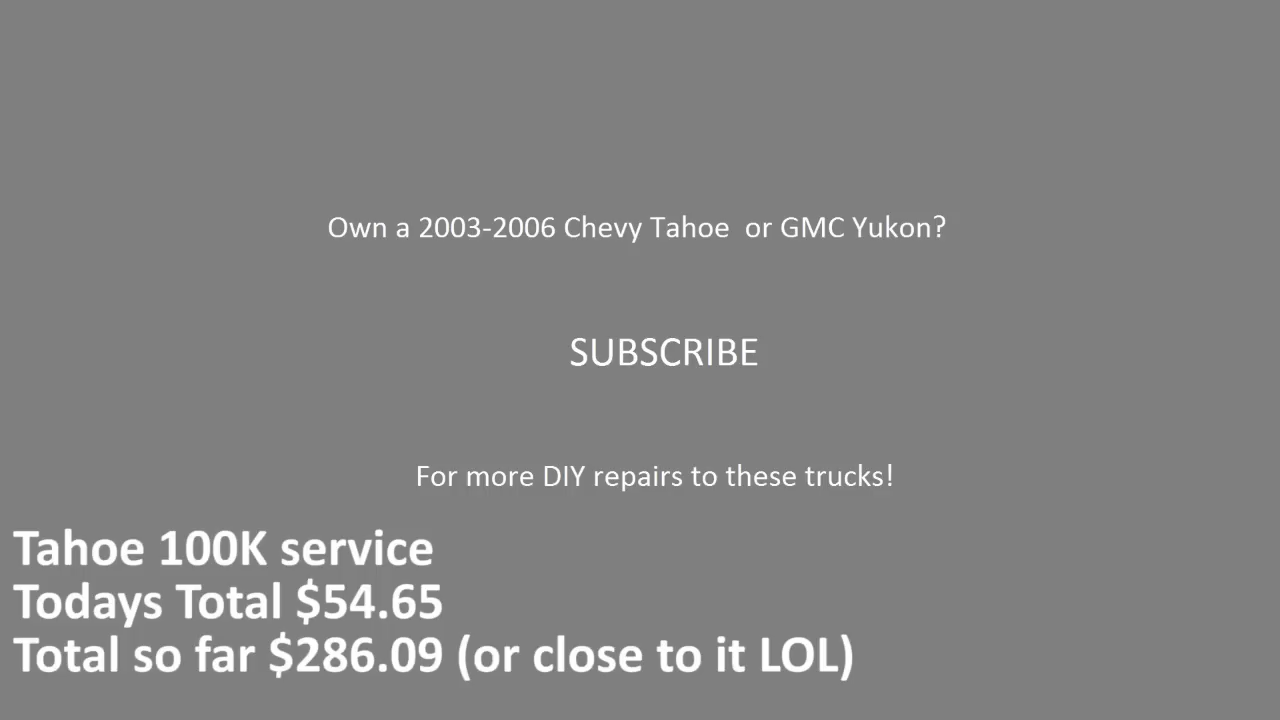 Own a 2003-2006 Chevy Tahoe  or GMC Yukon?
SUBSCRIBE
For more DIY repairs to these trucks!
Tahoe 100K service
Todays Total $54.65
Total so far $286.09 (or close to it LOL)